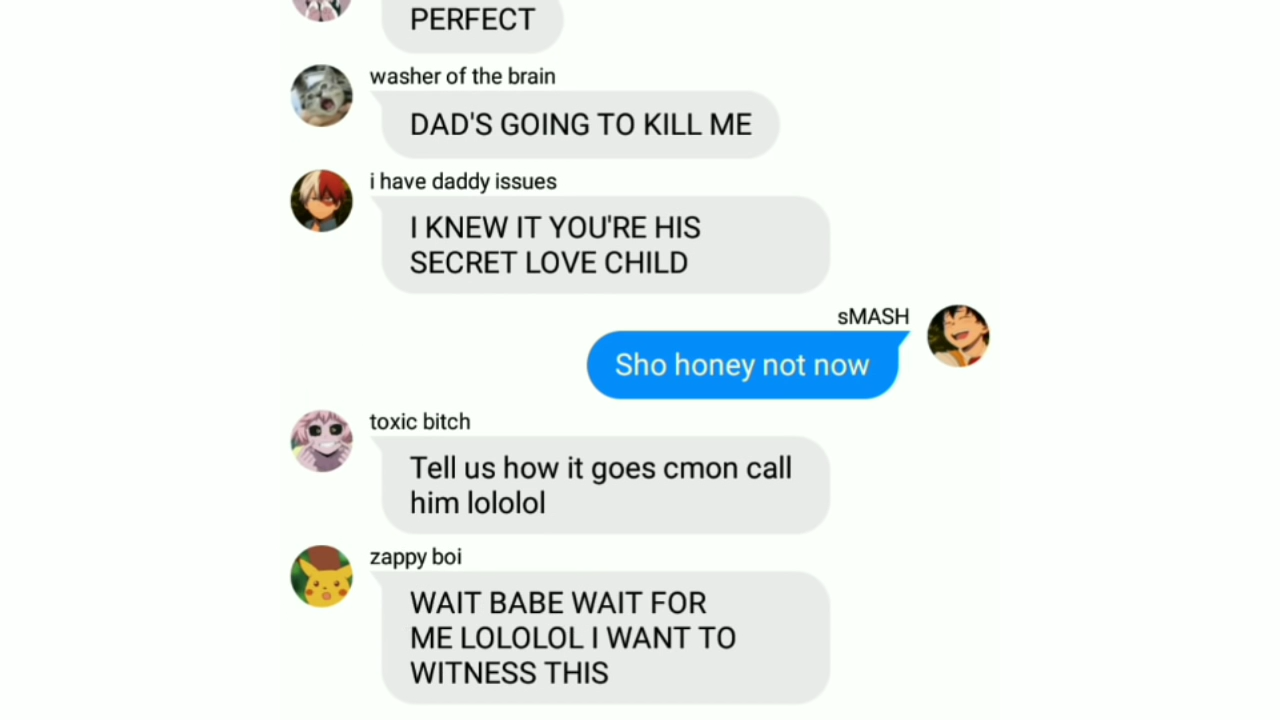 PERFECT
washer of the brain
DAD'S GOING TO KILL ME
i have daddy issues
I KNEW IT YOU'RE HIS
SECRET LOVE CHILD
sMASH
Sho honey not now
toxic bitch
Tell us how it goes cmon call
him lololol
zappy boi
WAIT BABE WAIT FOR
ME LOLOLOL I WANT TO
WITNESS THIS